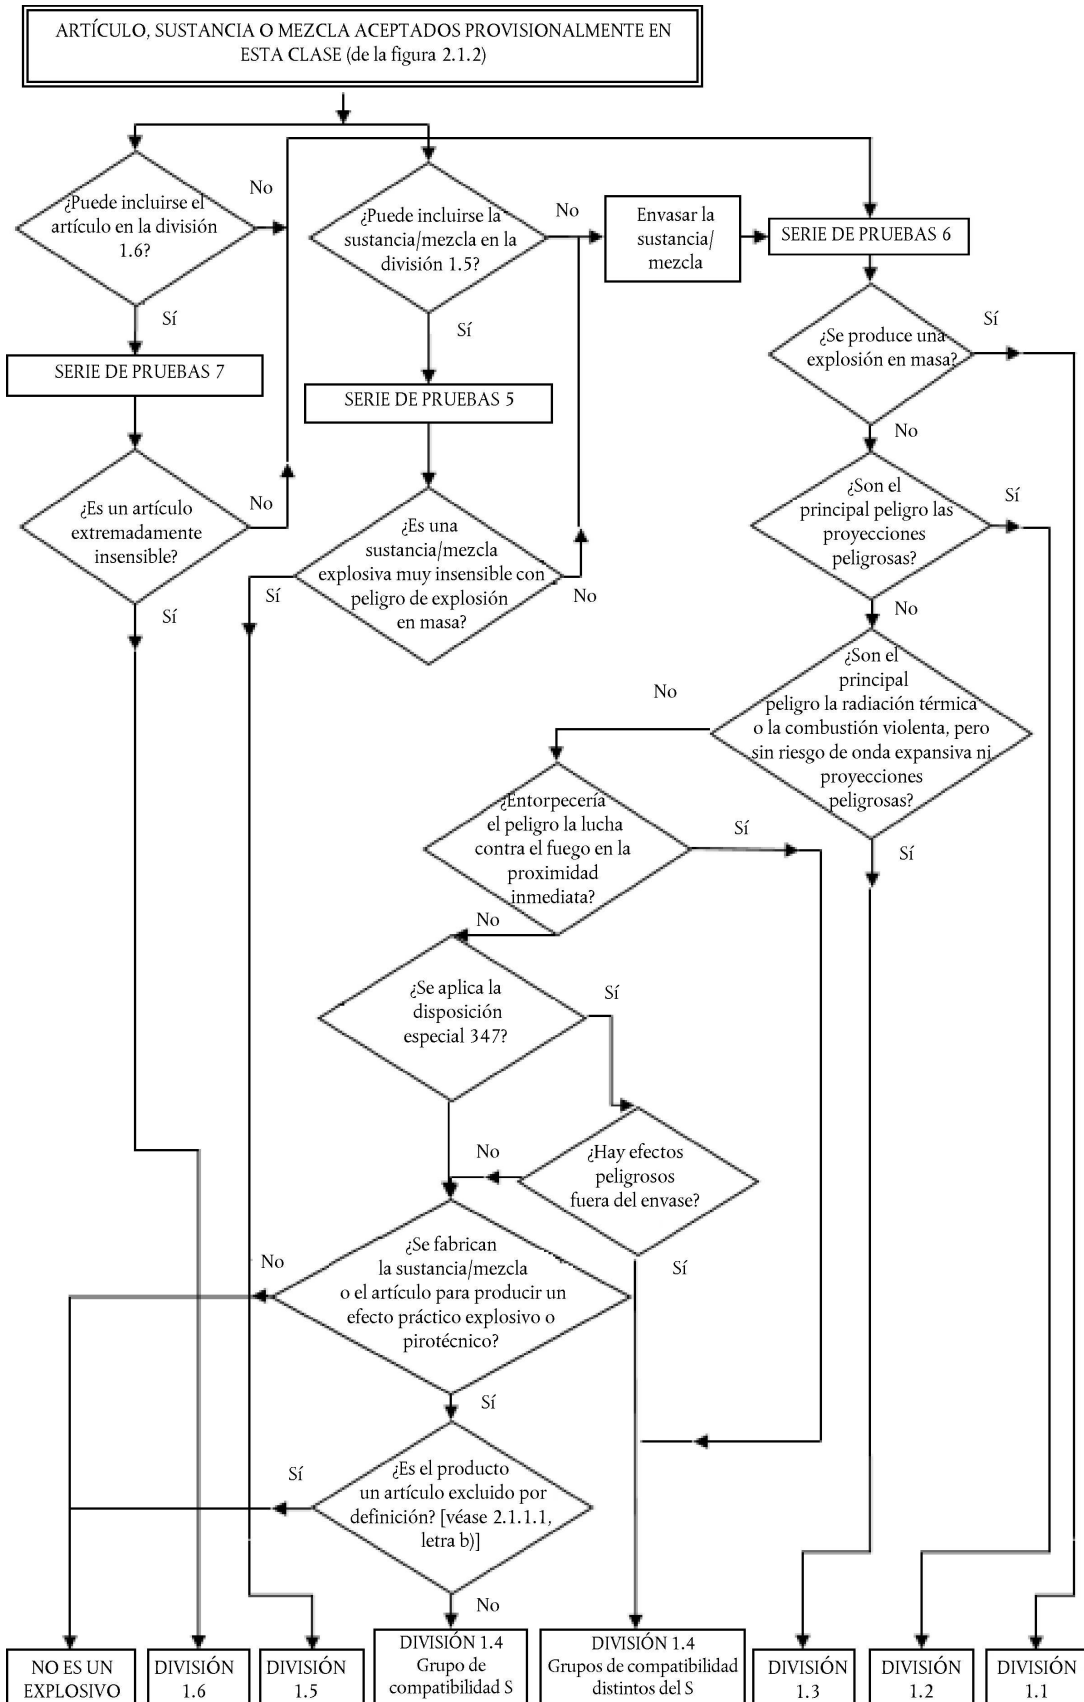 ARTÍCULO, SUSTANCIA O MEZCLA ACEPTADOS PROVISIONALMENTE EN
ESTA CLASE (de la figura 2.1.2)
¿Puede incluirse el
artículo en la división
1.6?
No
Sí
SERIE DE PRUEBAS 7
¿Es un artículo
extremadamente
insensible?
No
Sí
¿Puede incluirse la
sustancia/mezcla en la
división 1.5?
No
Sí
SERIE DE PRUEBAS 5
¿Es una
sustancia/mezcla
explosiva muy insensible con
peligro de explosión
en masa?
Sí
No
Envasar la
sustancia/
mezcla
SERIE DE PRUEBAS 6
¿Se produce una
explosión en masa?
Sí
No
¿Son el
principal peligro las
proyecciones
peligrosas?
Sí
No
¿Son el
principal
peligro la radiación térmica
o la combustión violenta, pero
sin riesgo de onda expansiva ni
proyecciones
peligrosas?
No
Sí
¿Entorpecería
el peligro la lucha
contra el fuego en la
proximidad
inmediata?
Sí
No
¿Se aplica la
disposición
especial 347?
Sí
¿Hay efectos
peligrosos
fuera del envase?
No
Sí
¿Se fabrican
la sustancia/mezcla
o el artículo para producir un
efecto práctico explosivo o
pirotécnico?
No
Sí
¿Es el producto
un artículo excluido por
definición? [véase 2.1.1.1,
letra b)]
Sí
No
NO ES UN
EXPLOSIVO
DIVISIÓN
1.6
DIVISIÓN
1.5
DIVISIÓN 1.4
Grupo de
compatibilidad S
DIVISIÓN 1.4
Grupos de compatibilidad
distintos del S
DIVISIÓN
1.3
DIVISIÓN
1.2
DIVISIÓN
1.1